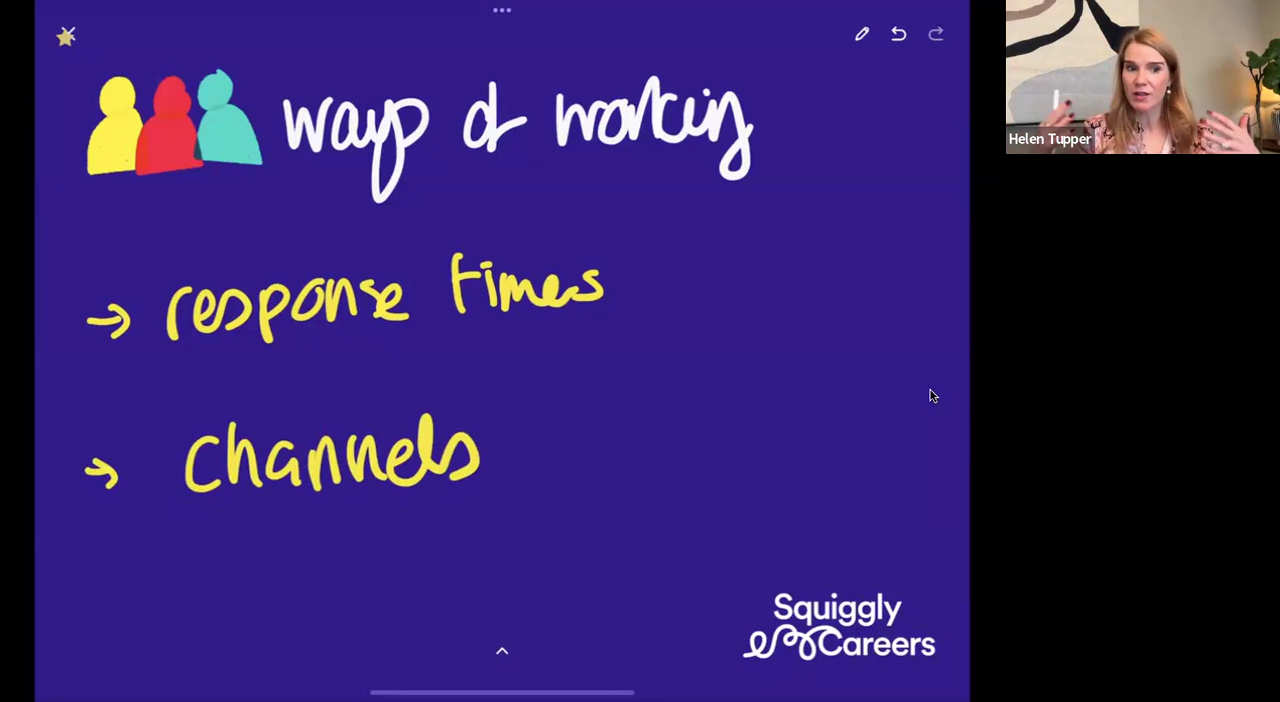 ways of working
Helen Tupper
→ response times
→ channels
Squiggly
Careers